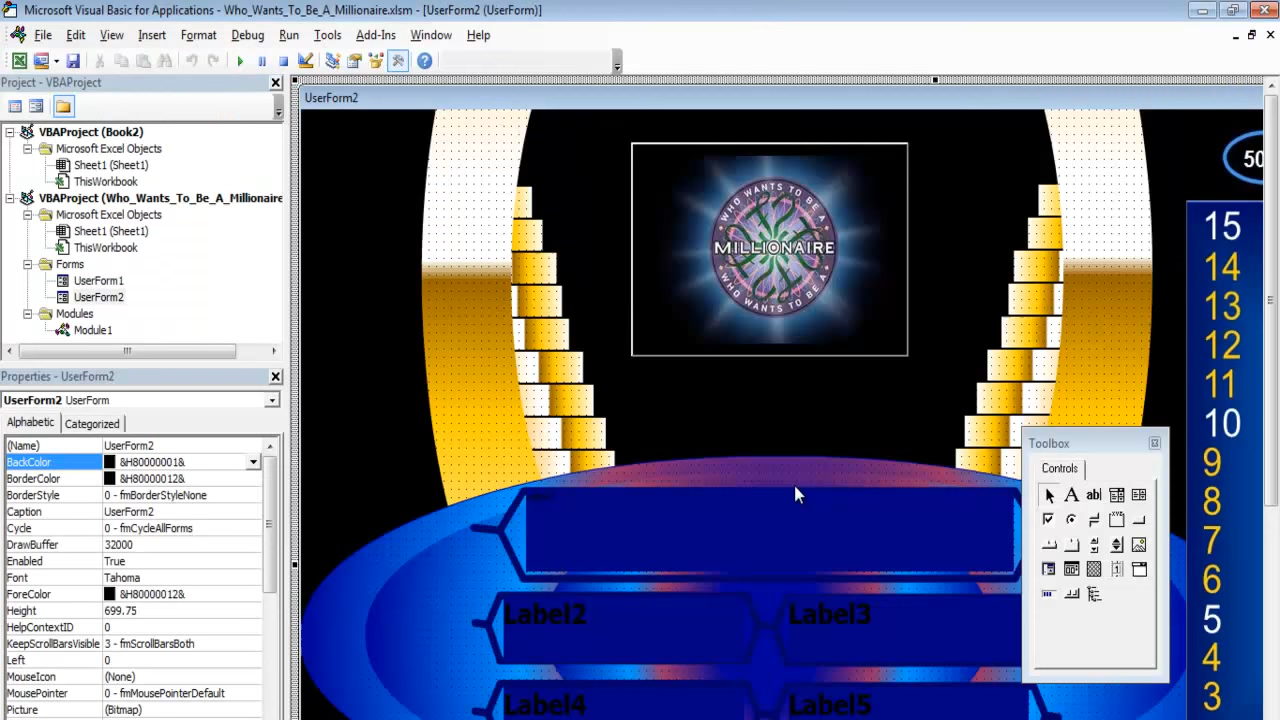 Microsoft Visual Basic for Applications - Who_Wants_To_Be_A_Millionaire.xlsm - [UserForm2 (UserForm)]
File Edit View Insert Format Debug Run Tools Add-Ins Window Help
Project - VBAProject
VBAProject (Book2)
Microsoft Excel Objects
Sheet1 (Sheet1)
ThisWorkbook
VBAProject (Who_Wants_To_Be_A_Millionaire
Microsoft Excel Objects
Sheet1 (Sheet1)
ThisWorkbook
Forms
UserForm1
UserForm2
Modules
Module1
Properties - UserForm2
UserForm2 UserForm
Alphabetic Categorized
(Name) UserForm2
BackColor &H80000001&
BorderColor &H80000012&
BorderStyle 0 - fmBorderStyleNone
Caption UserForm2
Cycle 0 - fmCycleAllForms
DrawBuffer 32000
Enabled True
Font Tahoma
ForeColor &H80000012&
Height 699.75
HelpContextID 0
KeepScrollBarsVisible 3 - fmScrollBarsBoth
Left 0
MouseIcon (None)
MousePointer 0 - fmMousePointerDefault
Picture (Bitmap)
UserForm2
WHO WANTS TO BE A
MILLIONAIRE
WHO WANTS TO BE A
Label2 Label3
Label4 Label5
50
15
14
13
12
11
10
9
8
7
6
5
4
3
Toolbox
Controls
A abl